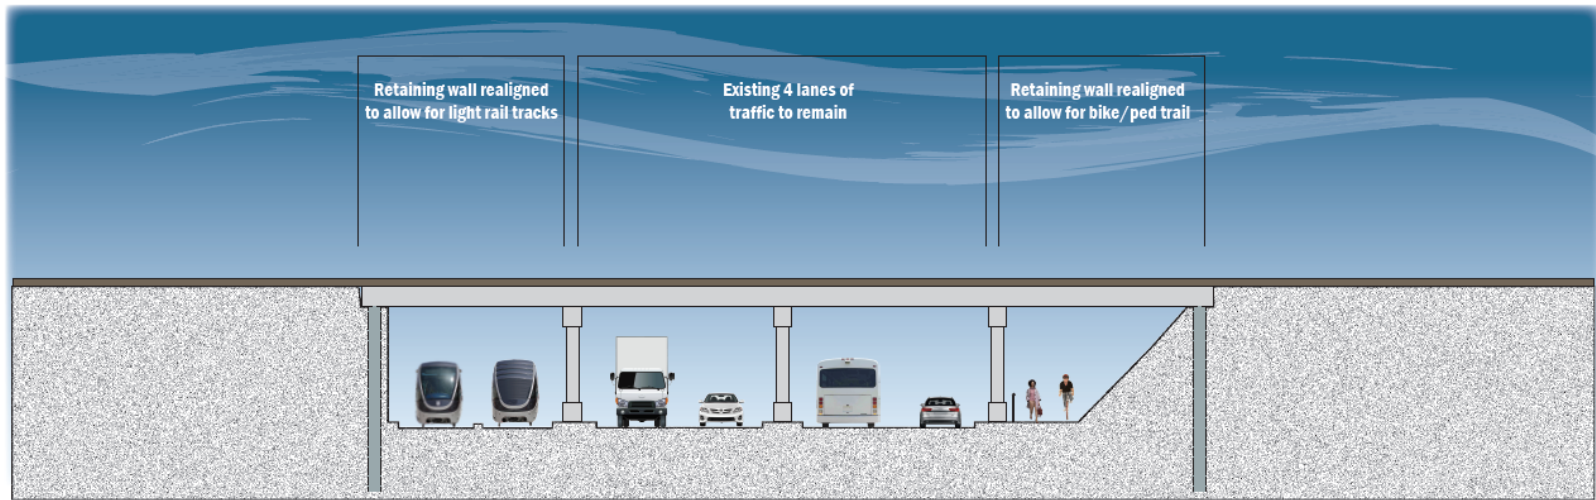 Retaining wall realigned
to allow for light rail tracks
Existing 4 lanes of
traffic to remain
Retaining wall realigned
to allow for bike/ped trail